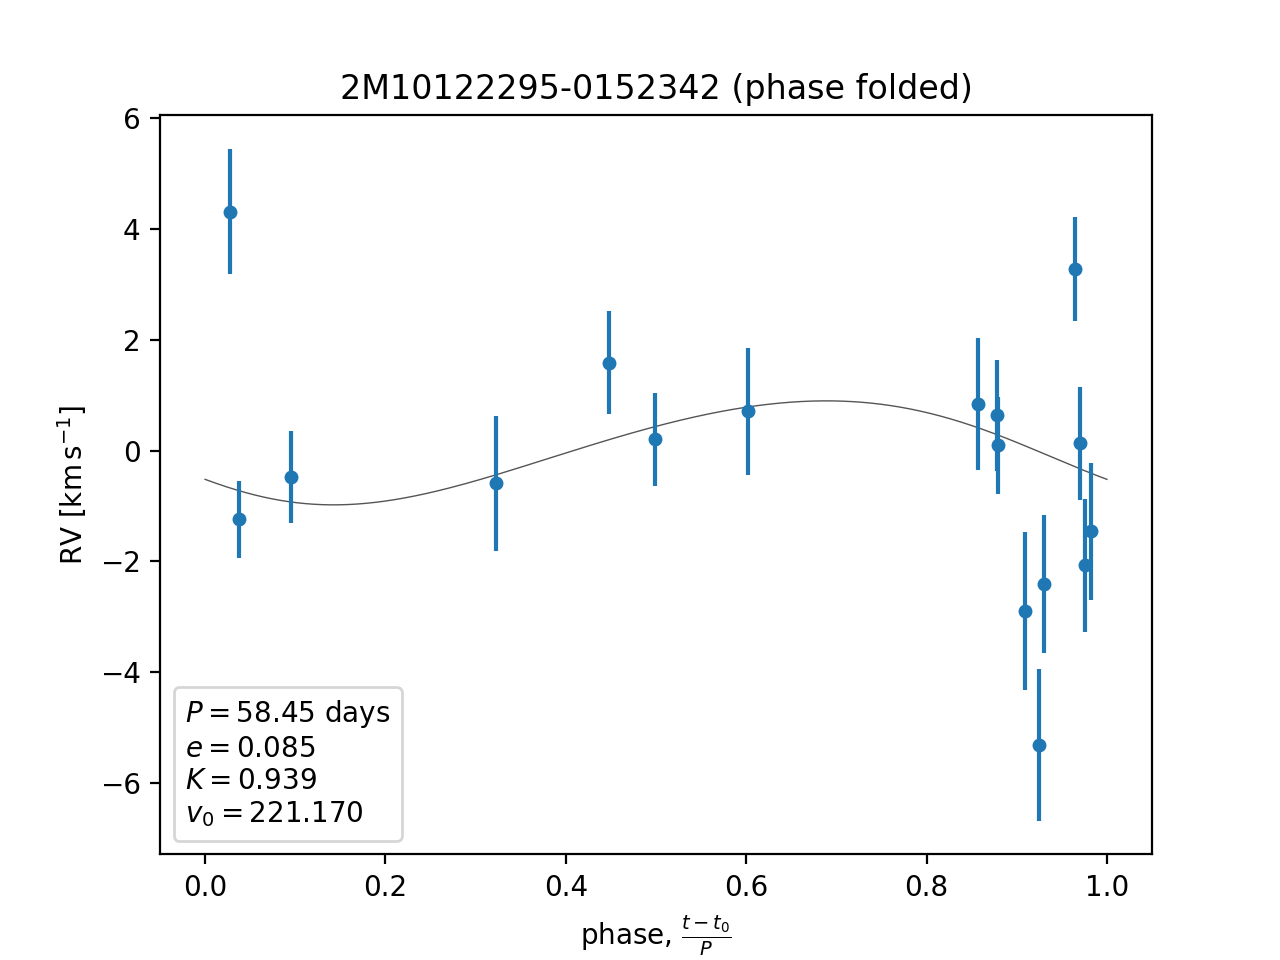 2M10122295-0152342 (phase folded)
6
4
2
0
−2
−4
−6
RV [km s⁻¹]
P = 58.45 days
e = 0.085
K = 0.939
v₀ = 221.170
0.0 0.2 0.4 0.6 0.8 1.0
phase, (t − t₀)/P